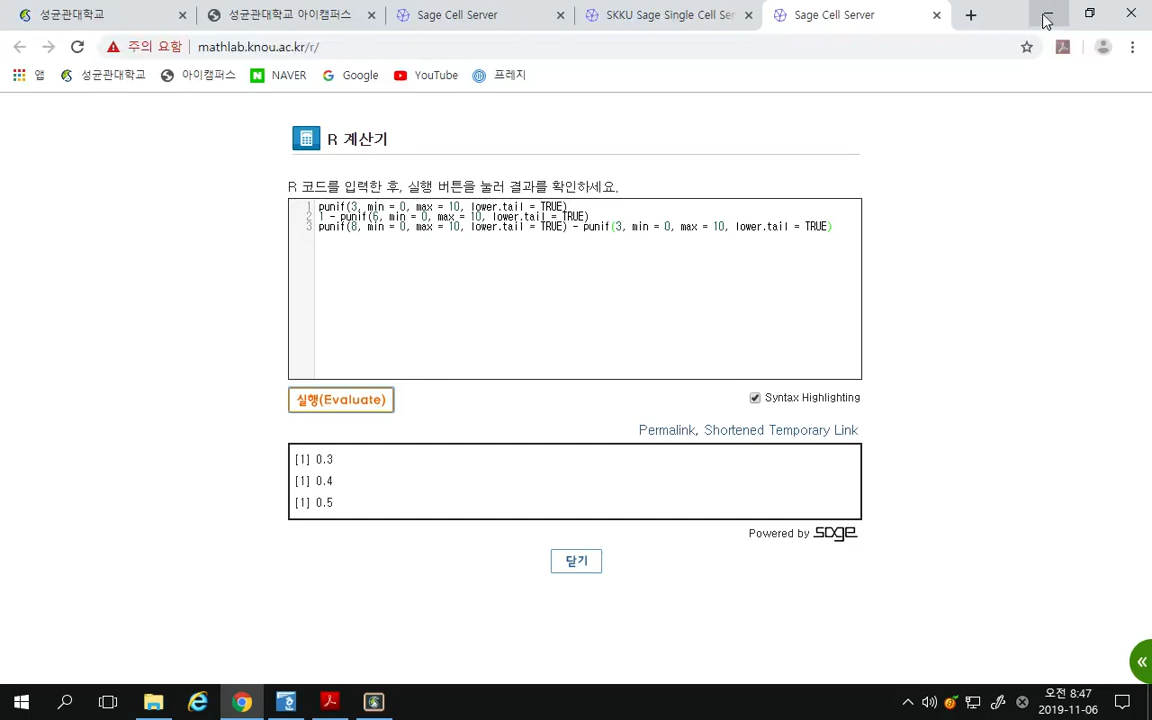 성균관대학교
성균관대학교 아이캠퍼스
Sage Cell Server
SKKU Sage Single Cell Ser
Sage Cell Server
주의 요함
mathlab.knou.ac.kr/r/
앱
성균관대학교
아이캠퍼스
NAVER
Google
YouTube
프레지
R 계산기
R 코드를 입력한 후, 실행 버튼을 눌러 결과를 확인하세요.
1 punif(3, min = 0, max = 10, lower.tail = TRUE)
2 1 - punif(6, min = 0, max = 10, lower.tail = TRUE)
3 punif(8, min = 0, max = 10, lower.tail = TRUE) - punif(3, min = 0, max = 10, lower.tail = TRUE)
실행(Evaluate)
Syntax Highlighting
Permalink, Shortened Temporary Link
[1] 0.3
[1] 0.4
[1] 0.5
Powered by sage
닫기
오전 8:47
2019-11-06